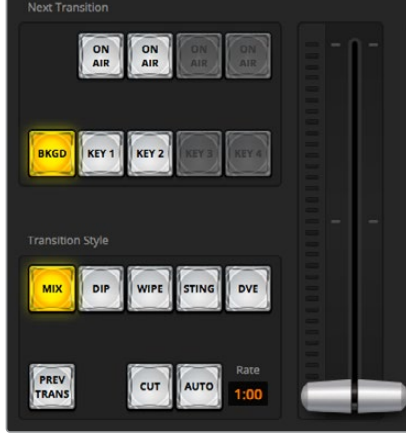 Next Transition
ON AIR ON AIR ON AIR ON AIR
BKGD KEY 1 KEY 2 KEY 3 KEY 4
Transition Style
MIX DIP WIPE STING DVE
Rate
PREV TRANS CUT AUTO 1:00